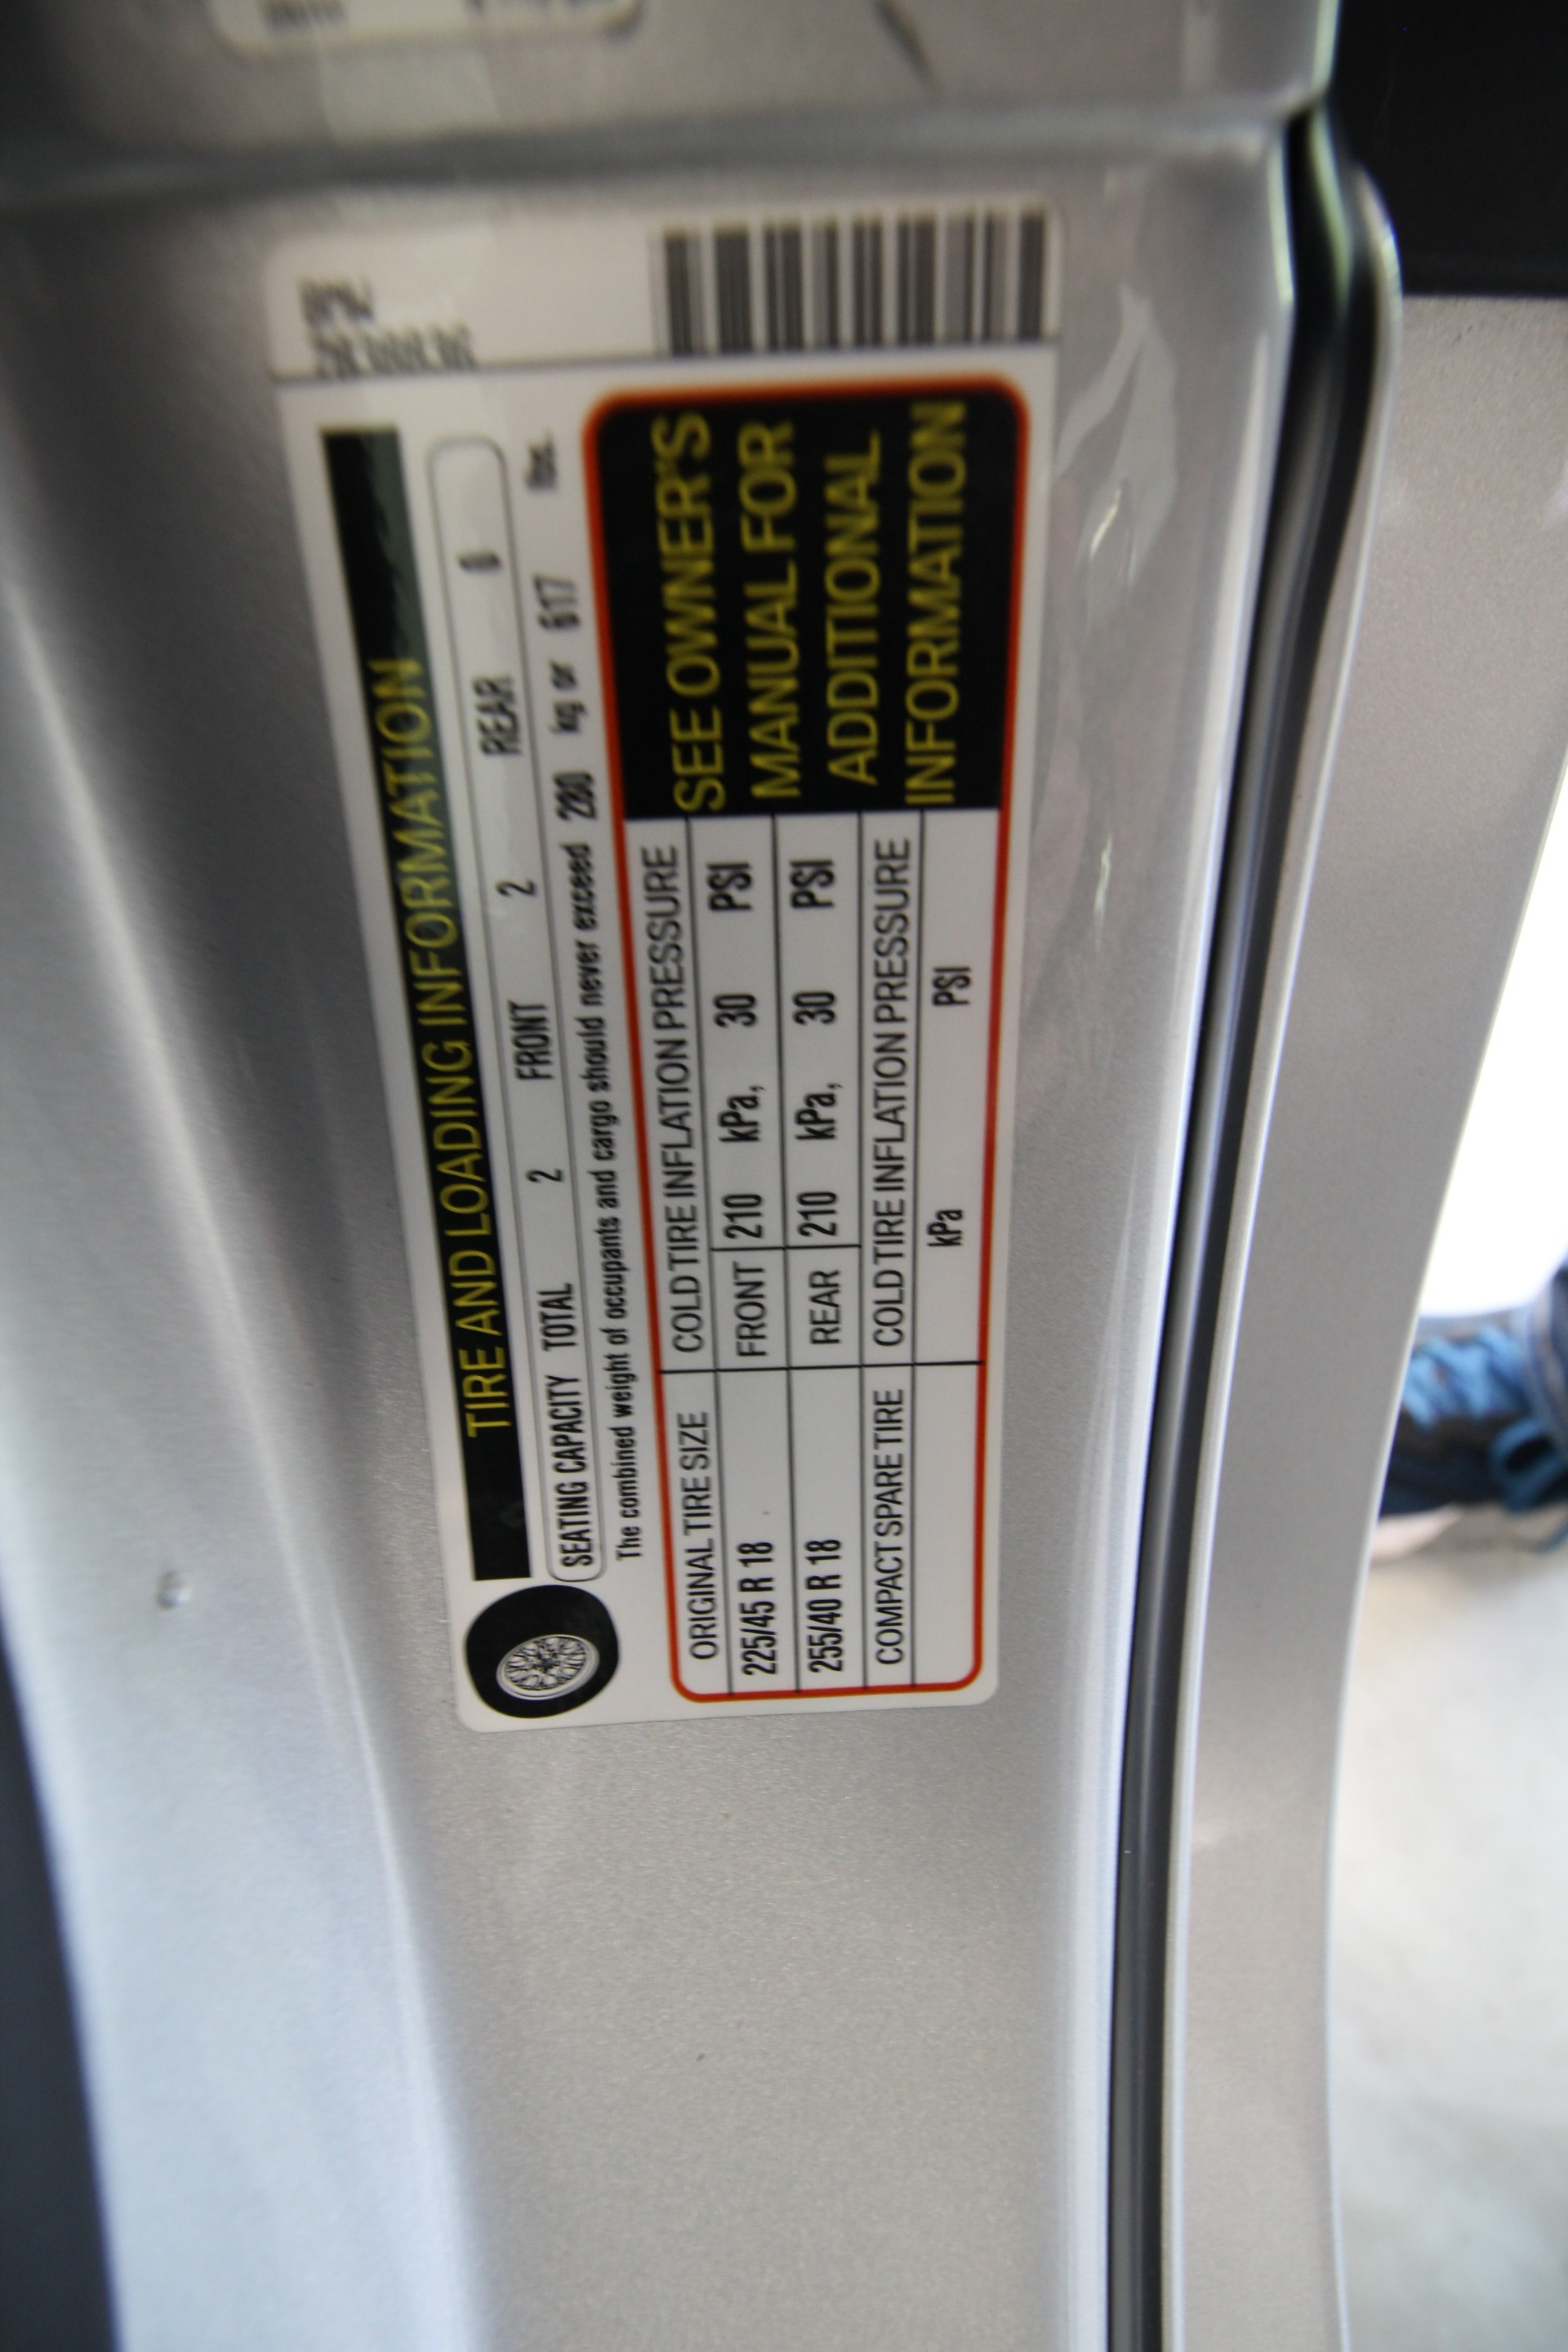 BMW
TIRE AND LOADING INFORMATION
SEATING CAPACITY TOTAL 2 FRONT 2 REAR 0
The combined weight of occupants and cargo should never exceed 280 kg or 617 lbs.
ORIGINAL TIRE SIZE COLD TIRE INFLATION PRESSURE
225/45 R 18 FRONT 210 kPa, 30 PSI
255/40 R 18 REAR 210 kPa, 30 PSI
COMPACT SPARE TIRE COLD TIRE INFLATION PRESSURE
kPa PSI
SEE OWNER'S
MANUAL FOR
ADDITIONAL
INFORMATION